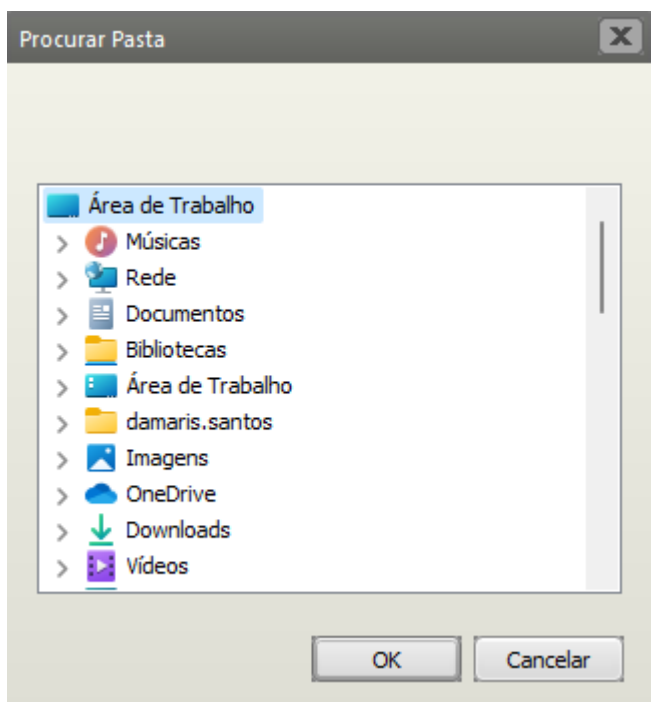 Procurar Pasta
Área de Trabalho
Músicas
Rede
Documentos
Bibliotecas
Área de Trabalho
damaris.santos
Imagens
OneDrive
Downloads
Vídeos
OK
Cancelar